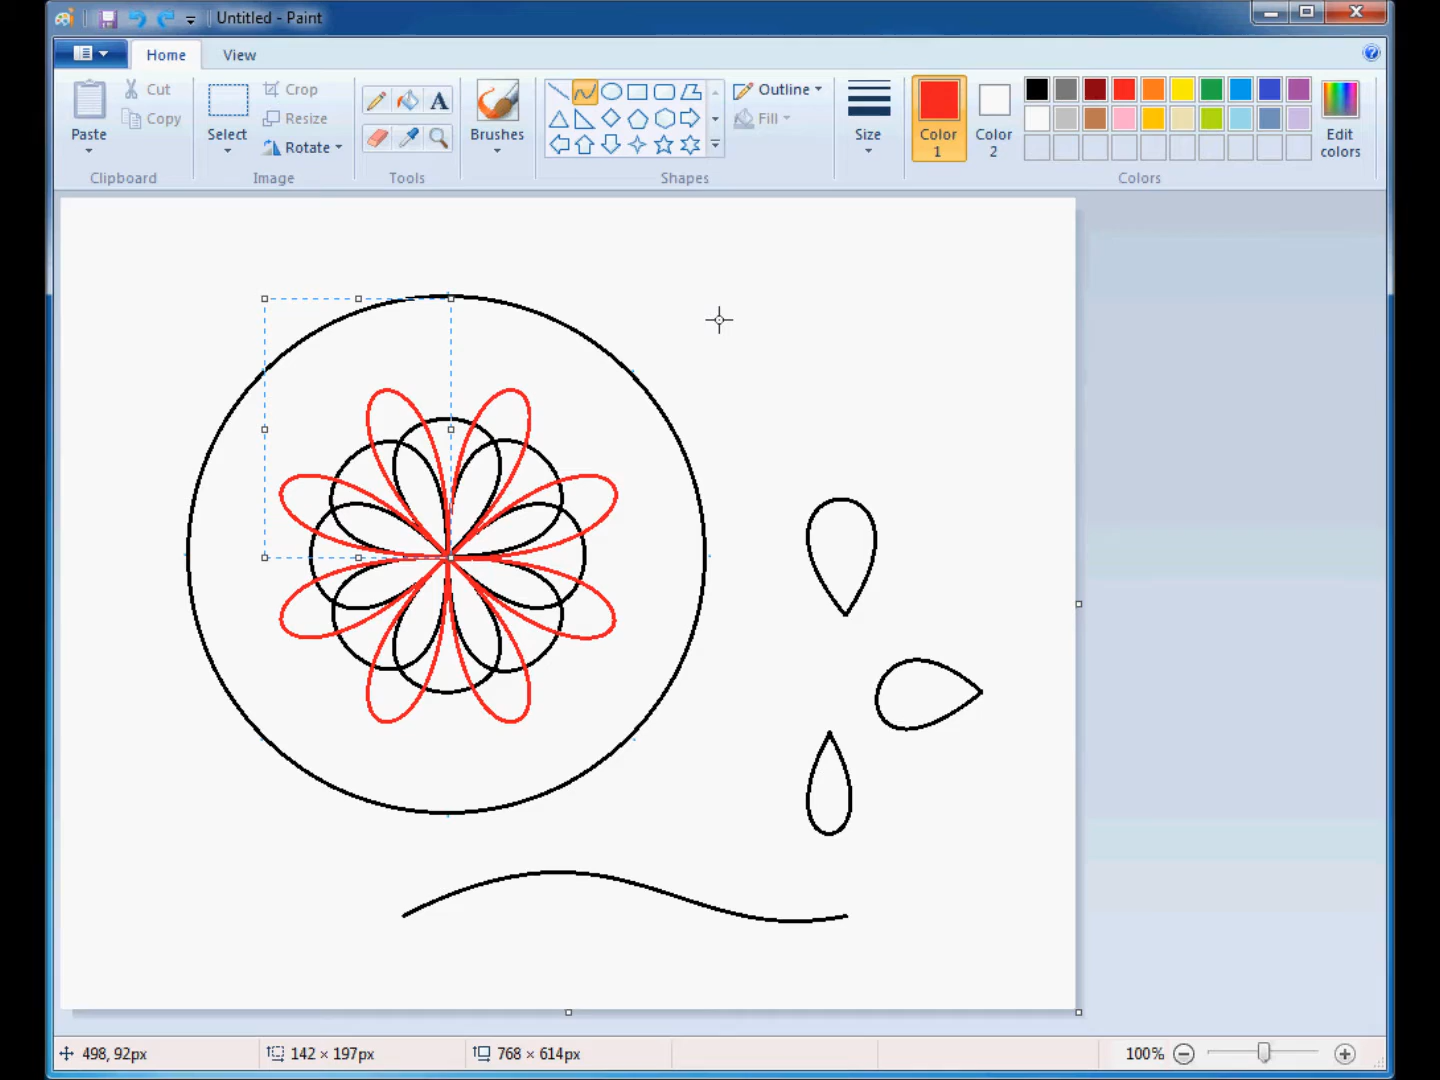 Untitled - Paint
Home View
Paste
Cut
Copy
Clipboard
Select
Crop
Resize
Rotate
Image
A
Tools
Brushes
Outline
Fill
Shapes
Size
Color 1
Color 2
Edit colors
Colors
498, 92px
142 × 197px
768 × 614px
100%